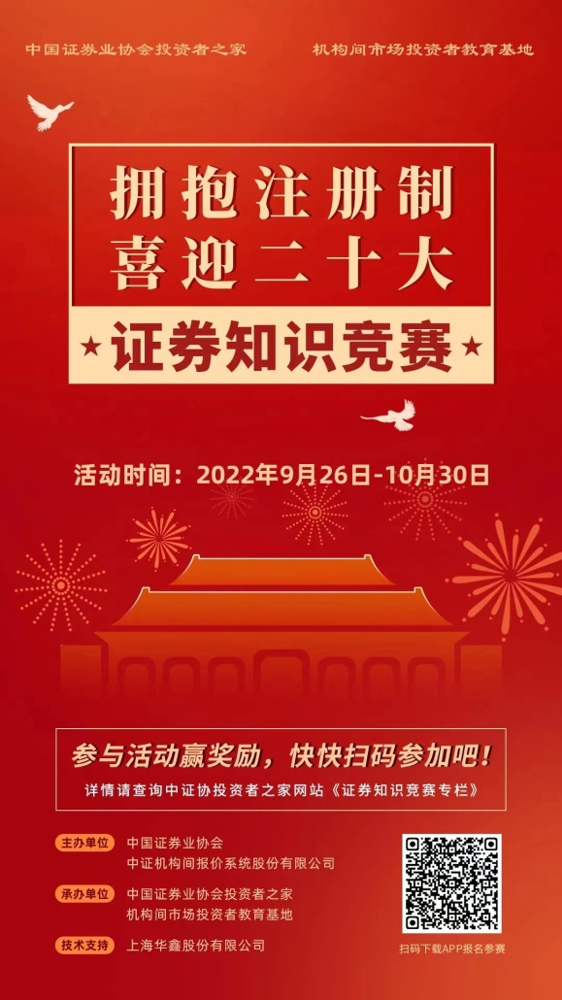 中国证券业协会投资者之家
机构间市场投资者教育基地
拥抱注册制
喜迎二十大
★证券知识竞赛★
活动时间：2022年9月26日-10月30日
参与活动赢奖励，快快扫码参加吧！
详情请查询中证协投资者之家网站《证券知识竞赛专栏》
主办单位 中国证券业协会
中证机构间报价系统股份有限公司
承办单位 中国证券业协会投资者之家
机构间市场投资者教育基地
技术支持 上海华鑫股份有限公司
扫码下载APP报名参赛